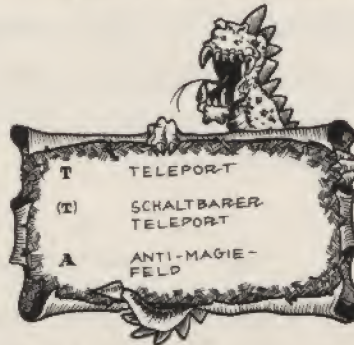 T TELEPORT
(T) SCHALTBARER
TELEPORT
A ANTI-MAGIE-
FELD